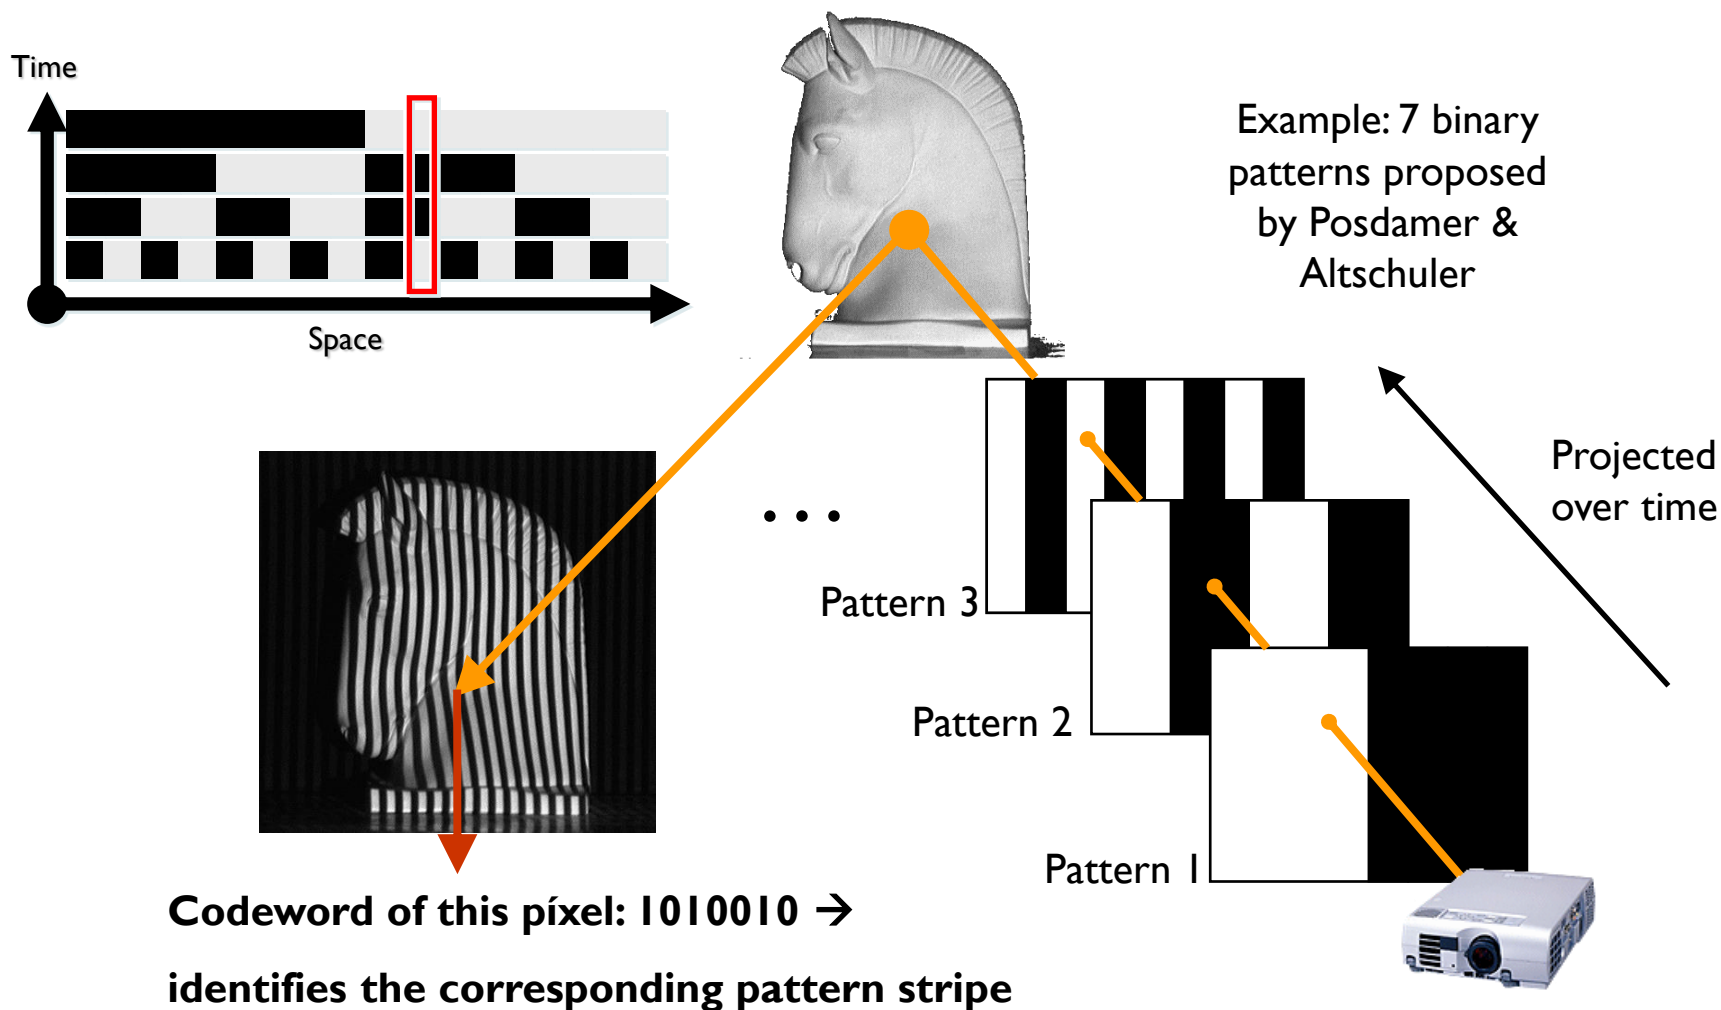 Time
Space
Example: 7 binary
patterns proposed
by Posdamer &
Altschuler
Projected
over time
...
Pattern 3
Pattern 2
Pattern 1
Codeword of this píxel: 1010010 →
identifies the corresponding pattern stripe